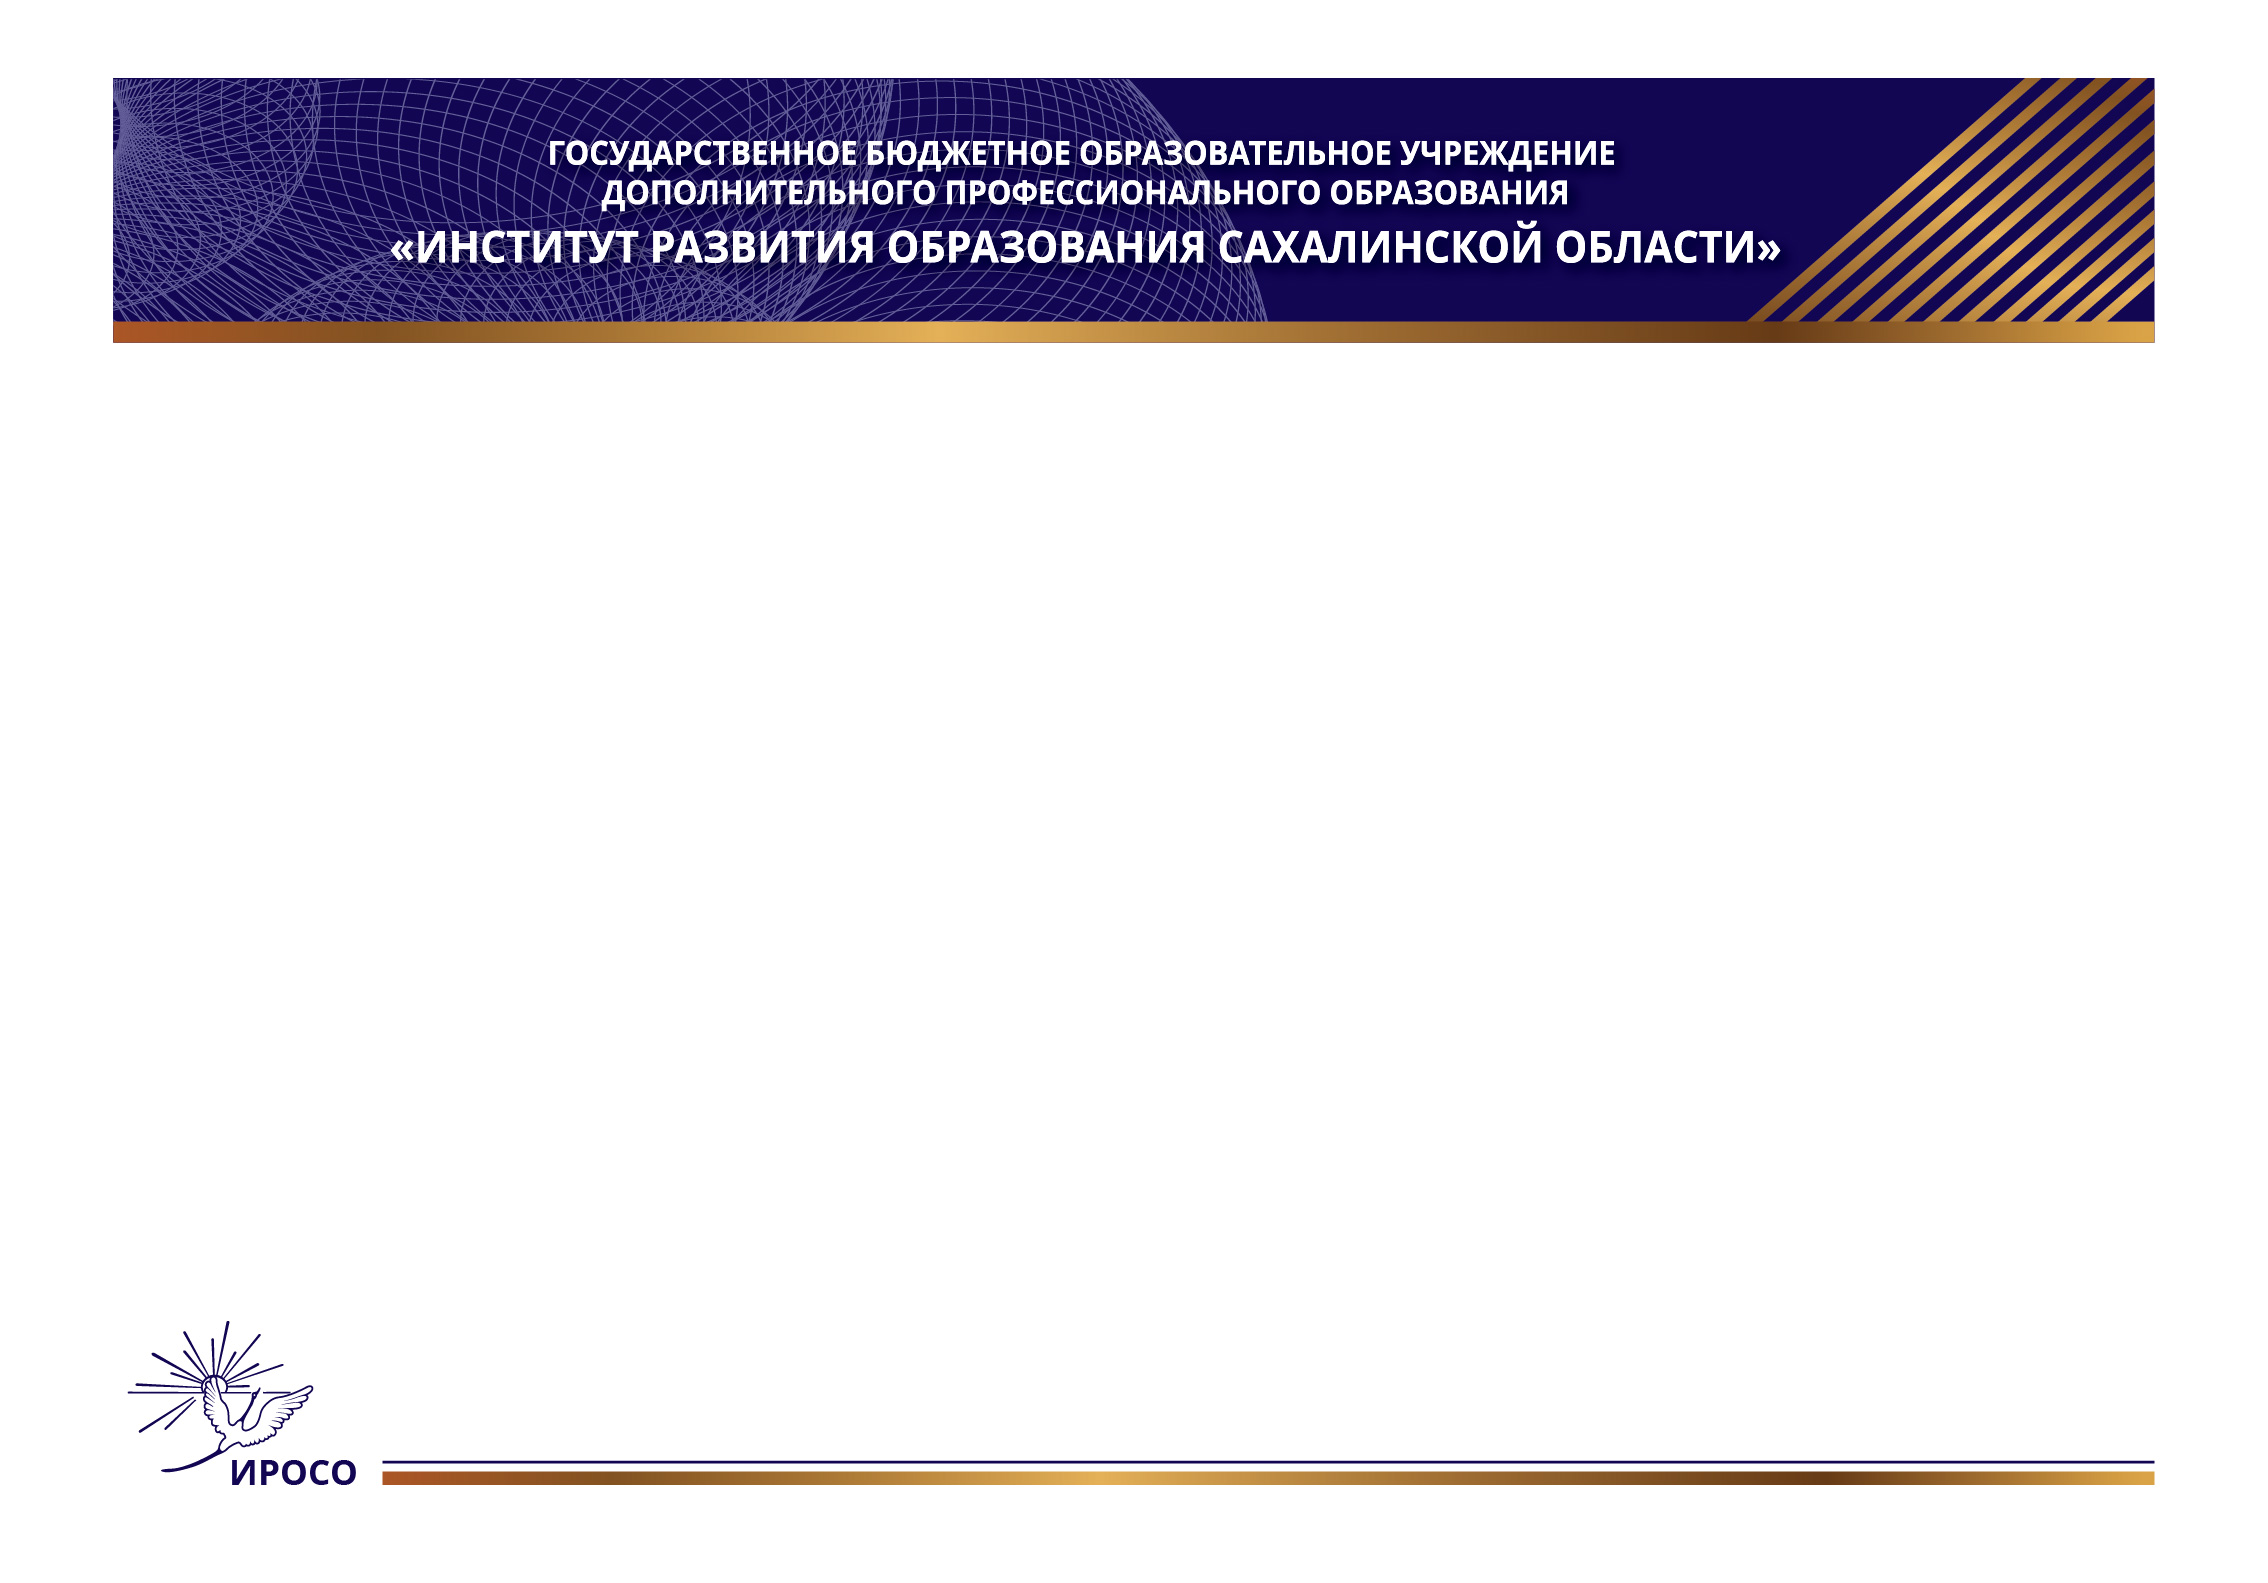 ГОСУДАРСТВЕННОЕ БЮДЖЕТНОЕ ОБРАЗОВАТЕЛЬНОЕ УЧРЕЖДЕНИЕ
ДОПОЛНИТЕЛЬНОГО ПРОФЕССИОНАЛЬНОГО ОБРАЗОВАНИЯ
«ИНСТИТУТ РАЗВИТИЯ ОБРАЗОВАНИЯ САХАЛИНСКОЙ ОБЛАСТИ»
ИРОСО